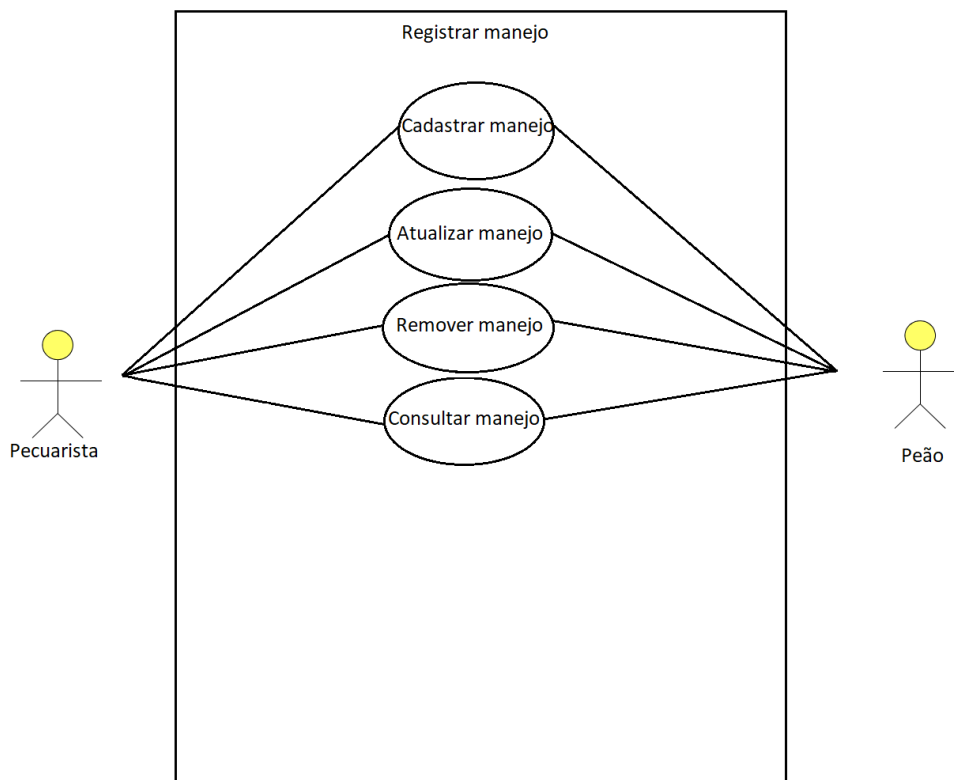 Registrar manejo
Cadastrar manejo
Atualizar manejo
Remover manejo
Consultar manejo
Pecuarista
Peão